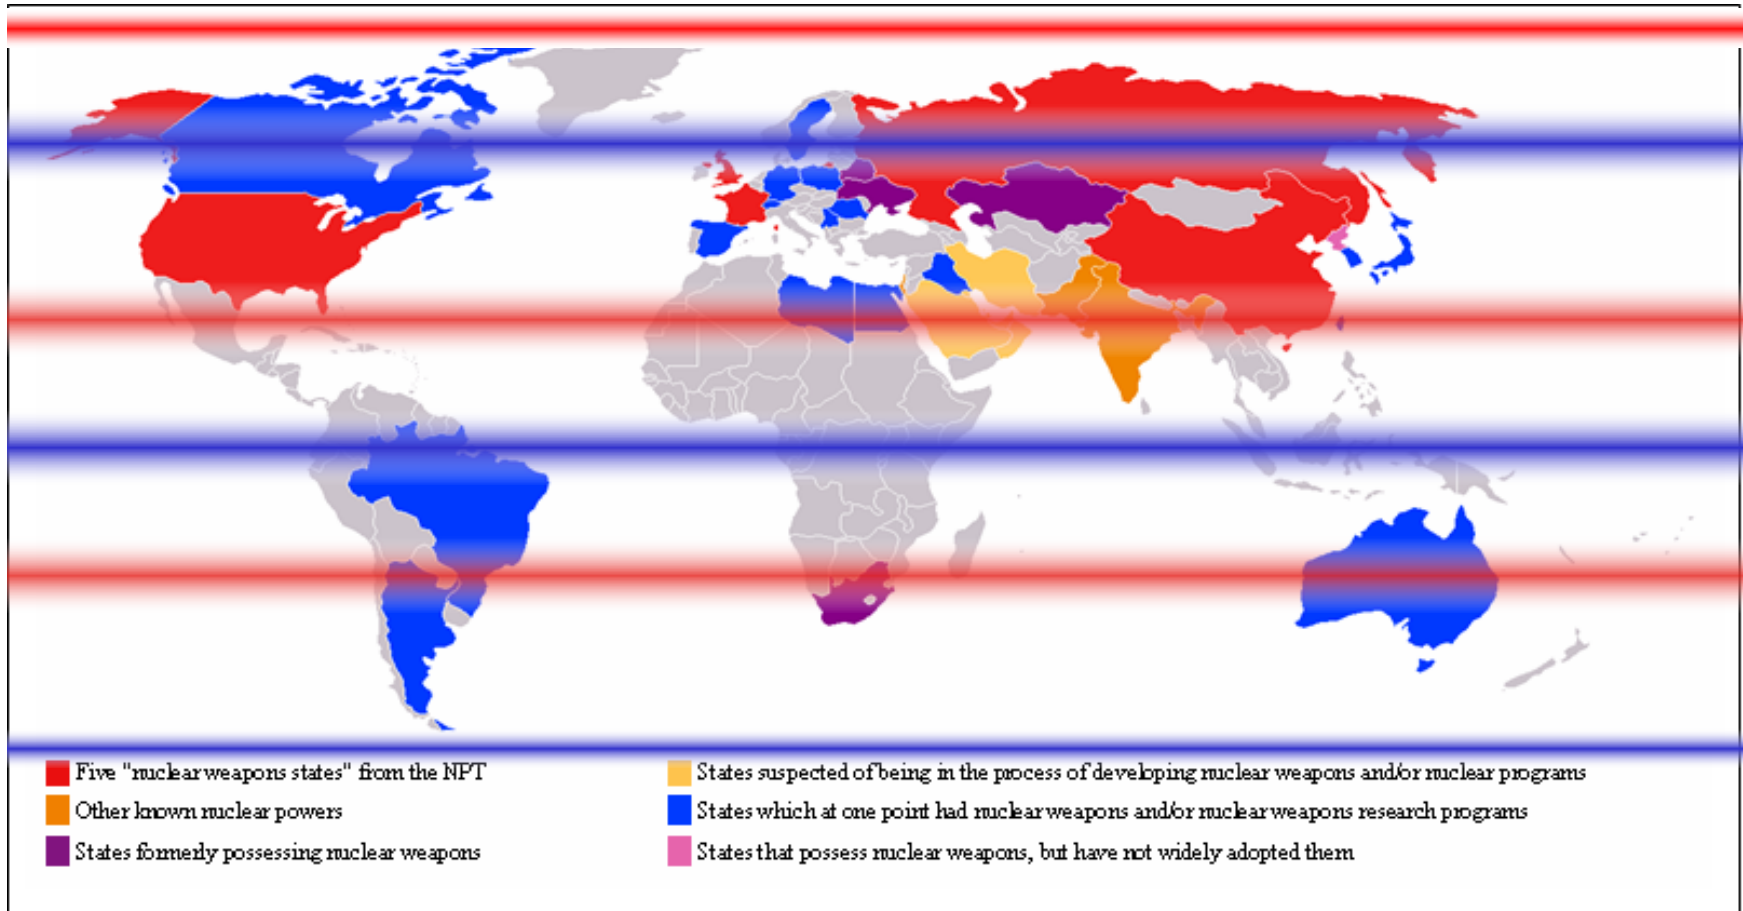 Five "nuclear weapons states" from the NPT
Other known nuclear powers
States formerly possessing nuclear weapons
States suspected of being in the process of developing nuclear weapons and/or nuclear programs
States which at one point had nuclear weapons and/or nuclear weapons research programs
States that possess nuclear weapons, but have not widely adopted them